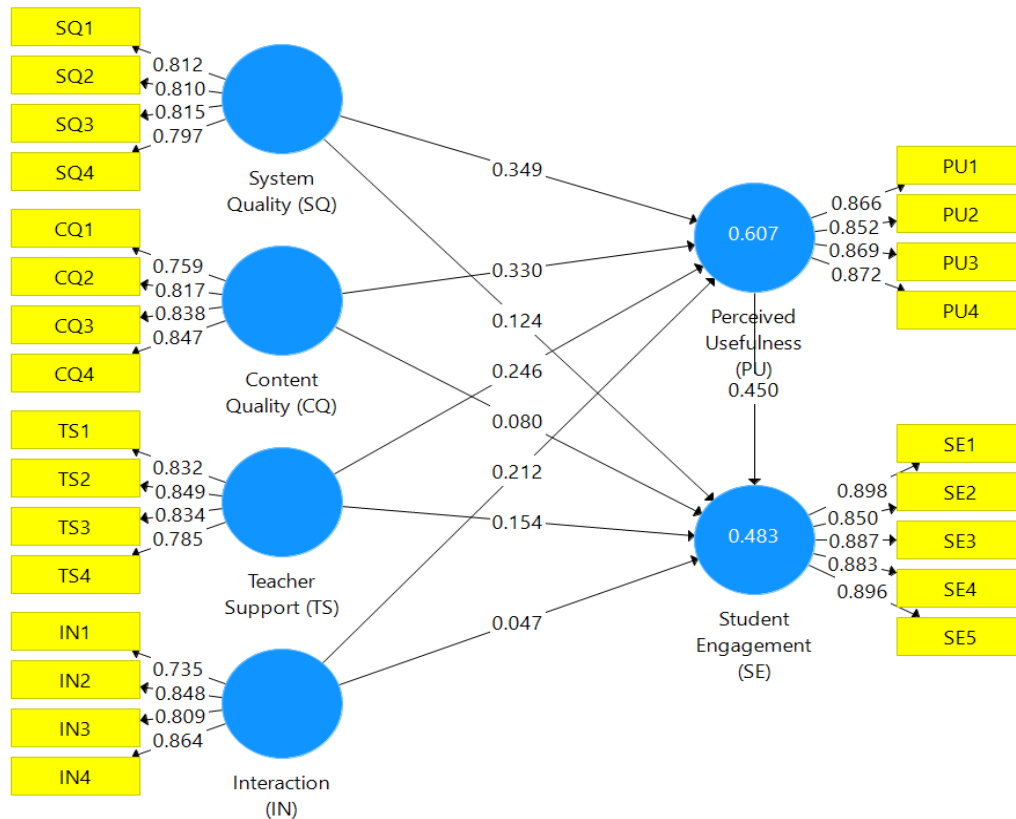 SQ1
SQ2
SQ3
SQ4
0.812
0.810
0.815
0.797
System
Quality (SQ)
CQ1
CQ2
CQ3
CQ4
0.759
0.817
0.838
0.847
Content
Quality (CQ)
TS1
TS2
TS3
TS4
0.832
0.849
0.834
0.785
Teacher
Support (TS)
IN1
IN2
IN3
IN4
0.735
0.848
0.809
0.864
Interaction
(IN)
0.349
0.330
0.124
0.246
0.080
0.212
0.154
0.047
0.607
Perceived
Usefulness
(PU)
0.450
0.866
0.852
0.869
0.872
PU1
PU2
PU3
PU4
0.483
Student
Engagement
(SE)
0.898
0.850
0.887
0.883
0.896
SE1
SE2
SE3
SE4
SE5